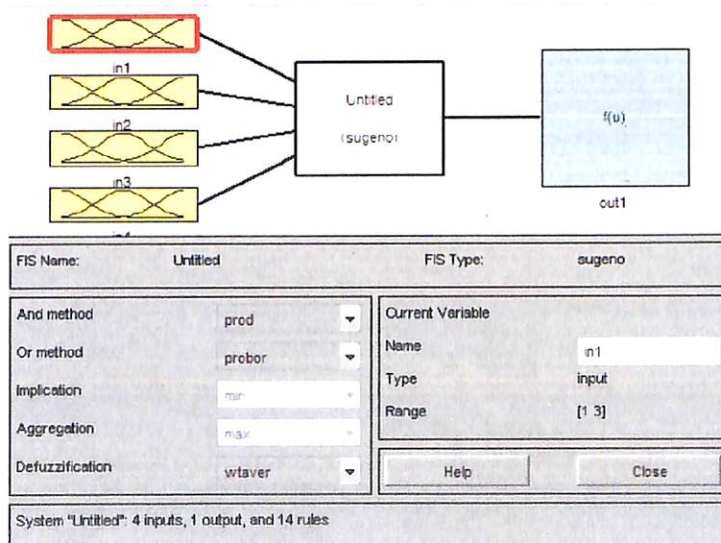 in1
in2
in3
Untitled
(sugeno)
f(u)
out1
FIS Name: Untitled FIS Type: sugeno
And method prod
Or method probor
Implication min
Aggregation max
Defuzzification wtaver
Current Variable
Name in1
Type input
Range [1 3]
Help Close
System "Untitled": 4 inputs, 1 output, and 14 rules